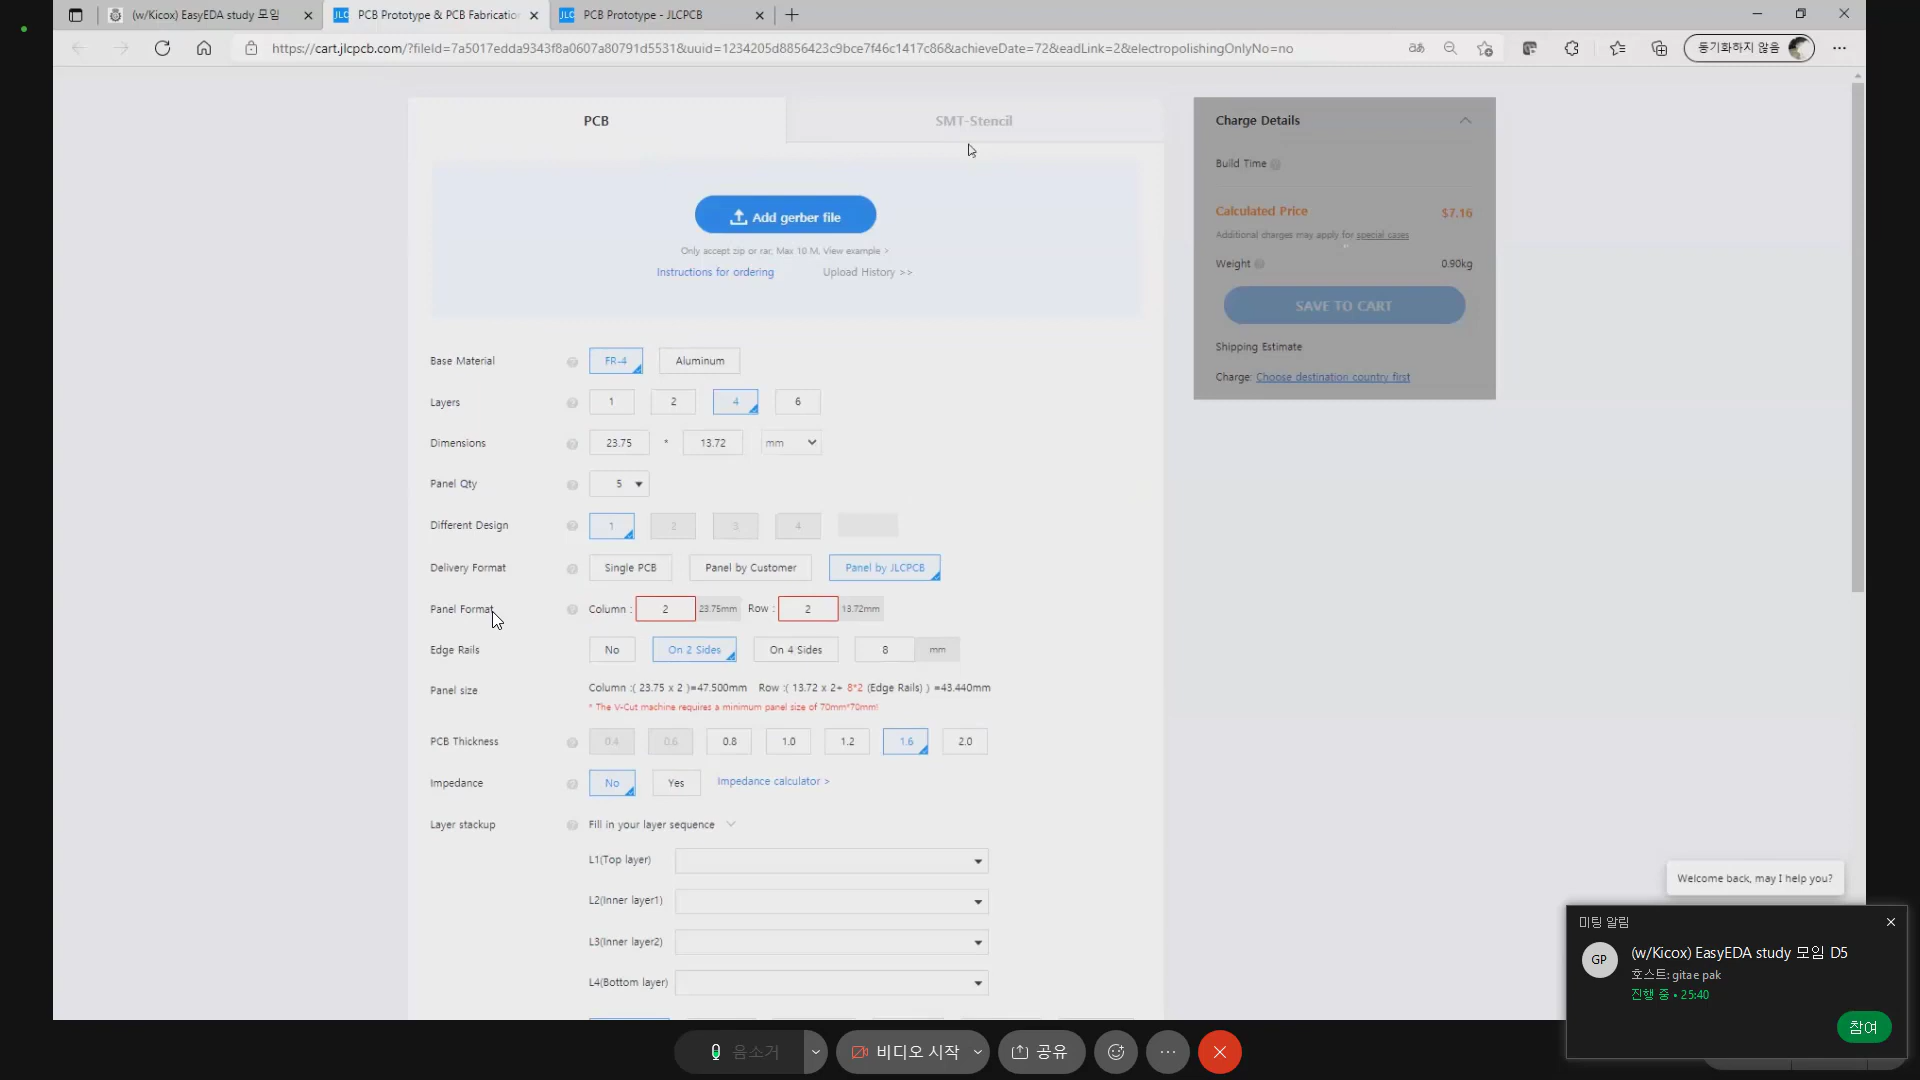 (w/Kicox) EasyEDA study 모임
PCB Prototype & PCB Fabricatio
PCB Prototype - JLCPCB
https://cart.jlcpcb.com/?fileId=7a5017edda9343f8a0607a80791d5531&uuid=1234205d8856423c9bce7f46c1417c86&achieveDate=72&eadLink=2&electropolishingOnlyNo=no
동기화하지 않음
PCB
SMT-Stencil
Add gerber file
Only accept zip or rar, Max 10 M, View example >
Instructions for ordering
Upload History >>
Base Material FR-4 Aluminum
Layers 1 2 4 6
Dimensions 23.75 * 13.72 mm
Panel Qty 5
Different Design 1 2 3 4
Delivery Format Single PCB Panel by Customer Panel by JLCPCB
Panel Format Column : 2 23.75mm Row : 2 13.72mm
Edge Rails No On 2 Sides On 4 Sides 8 mm
Panel size Column :( 23.75 x 2 )=47.500mm Row :( 13.72 x 2+ 8*2 (Edge Rails) ) =43.440mm
* The V-Cut machine requires a minimum panel size of 70mm*70mm!
PCB Thickness 0.4 0.6 0.8 1.0 1.2 1.6 2.0
Impedance No Yes Impedance calculator >
Layer stackup Fill in your layer sequence
L1(Top layer)
L2(Inner layer1)
L3(Inner layer2)
L4(Bottom layer)
Charge Details
Build Time
Calculated Price $7.16
Additional charges may apply for special cases
Weight 0.90kg
SAVE TO CART
Shipping Estimate
Charge: Choose destination country first
Welcome back, may I help you?
미팅 알림
GP
(w/Kicox) EasyEDA study 모임 D5
호스트: gitae pak
진행 중 • 25:40
참여
음소거
비디오 시작
공유